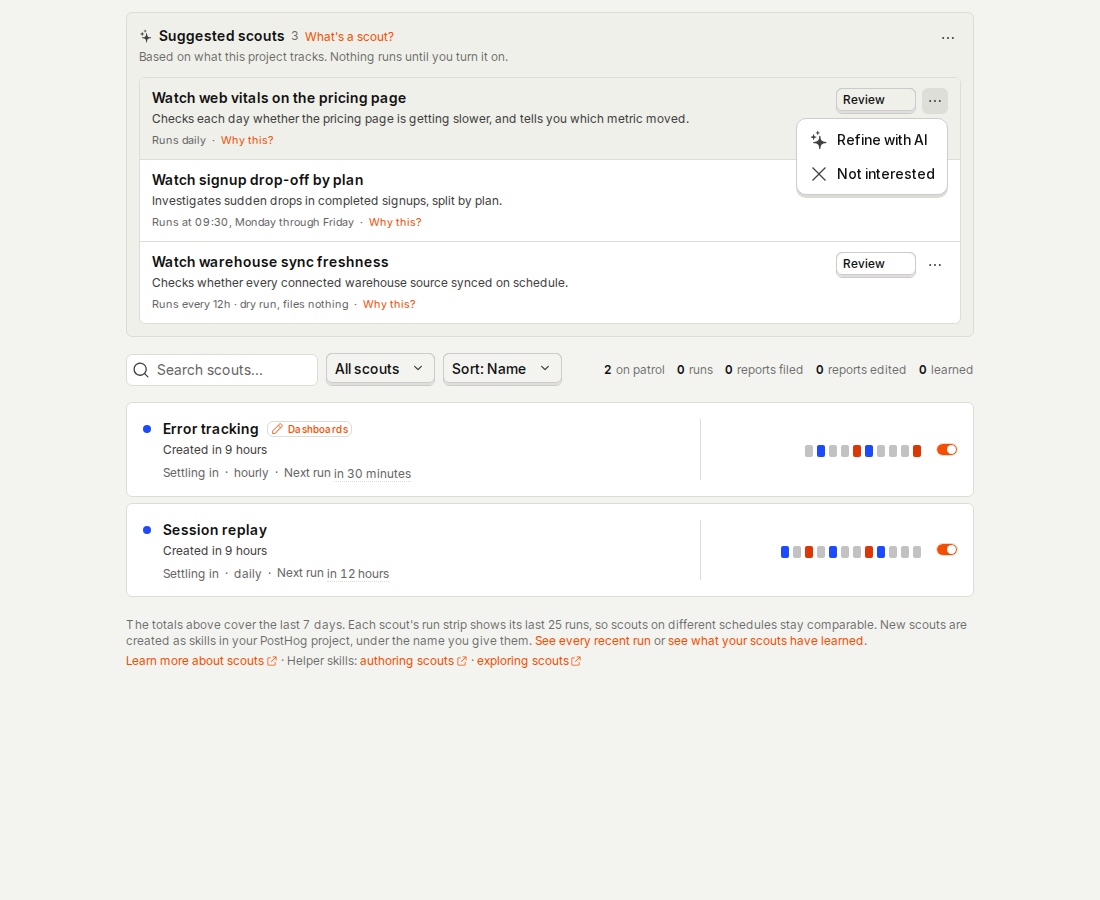 Suggested scouts 3 What's a scout?
Based on what this project tracks. Nothing runs until you turn it on.
Watch web vitals on the pricing page
Review
Checks each day whether the pricing page is getting slower, and tells you which metric moved.
Runs daily · Why this?
Refine with AI
Not interested
Watch signup drop-off by plan
Investigates sudden drops in completed signups, split by plan.
Runs at 09:30, Monday through Friday · Why this?
Watch warehouse sync freshness
Review
Checks whether every connected warehouse source synced on schedule.
Runs every 12h · dry run, files nothing · Why this?
Search scouts...
All scouts
Sort: Name
2 on patrol 0 runs 0 reports filed 0 reports edited 0 learned
Error tracking Dashboards
Created in 9 hours
Settling in · hourly · Next run in 30 minutes
Session replay
Created in 9 hours
Settling in · daily · Next run in 12 hours
The totals above cover the last 7 days. Each scout's run strip shows its last 25 runs, so scouts on different schedules stay comparable. New scouts are
created as skills in your PostHog project, under the name you give them. See every recent run or see what your scouts have learned.
Learn more about scouts · Helper skills: authoring scouts · exploring scouts